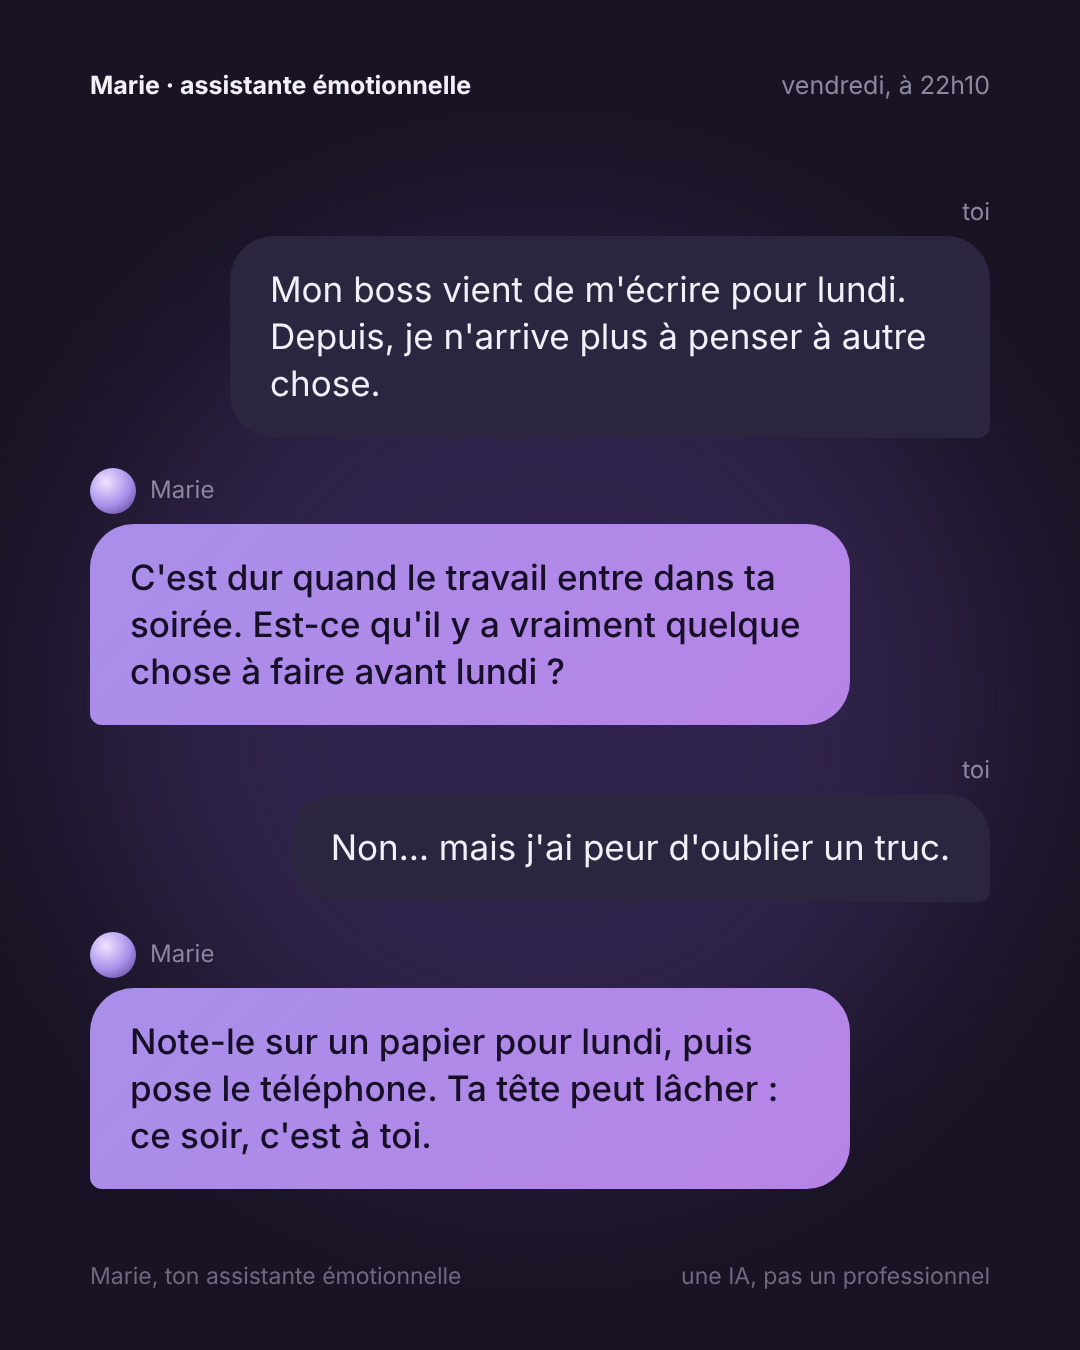 Marie · assistante émotionnelle
vendredi, à 22h10
toi
Mon boss vient de m'écrire pour lundi.
Depuis, je n'arrive plus à penser à autre
chose.
Marie
C'est dur quand le travail entre dans ta
soirée. Est-ce qu'il y a vraiment quelque
chose à faire avant lundi ?
toi
Non... mais j'ai peur d'oublier un truc.
Marie
Note-le sur un papier pour lundi, puis
pose le téléphone. Ta tête peut lâcher :
ce soir, c'est à toi.
Marie, ton assistante émotionnelle
une IA, pas un professionnel